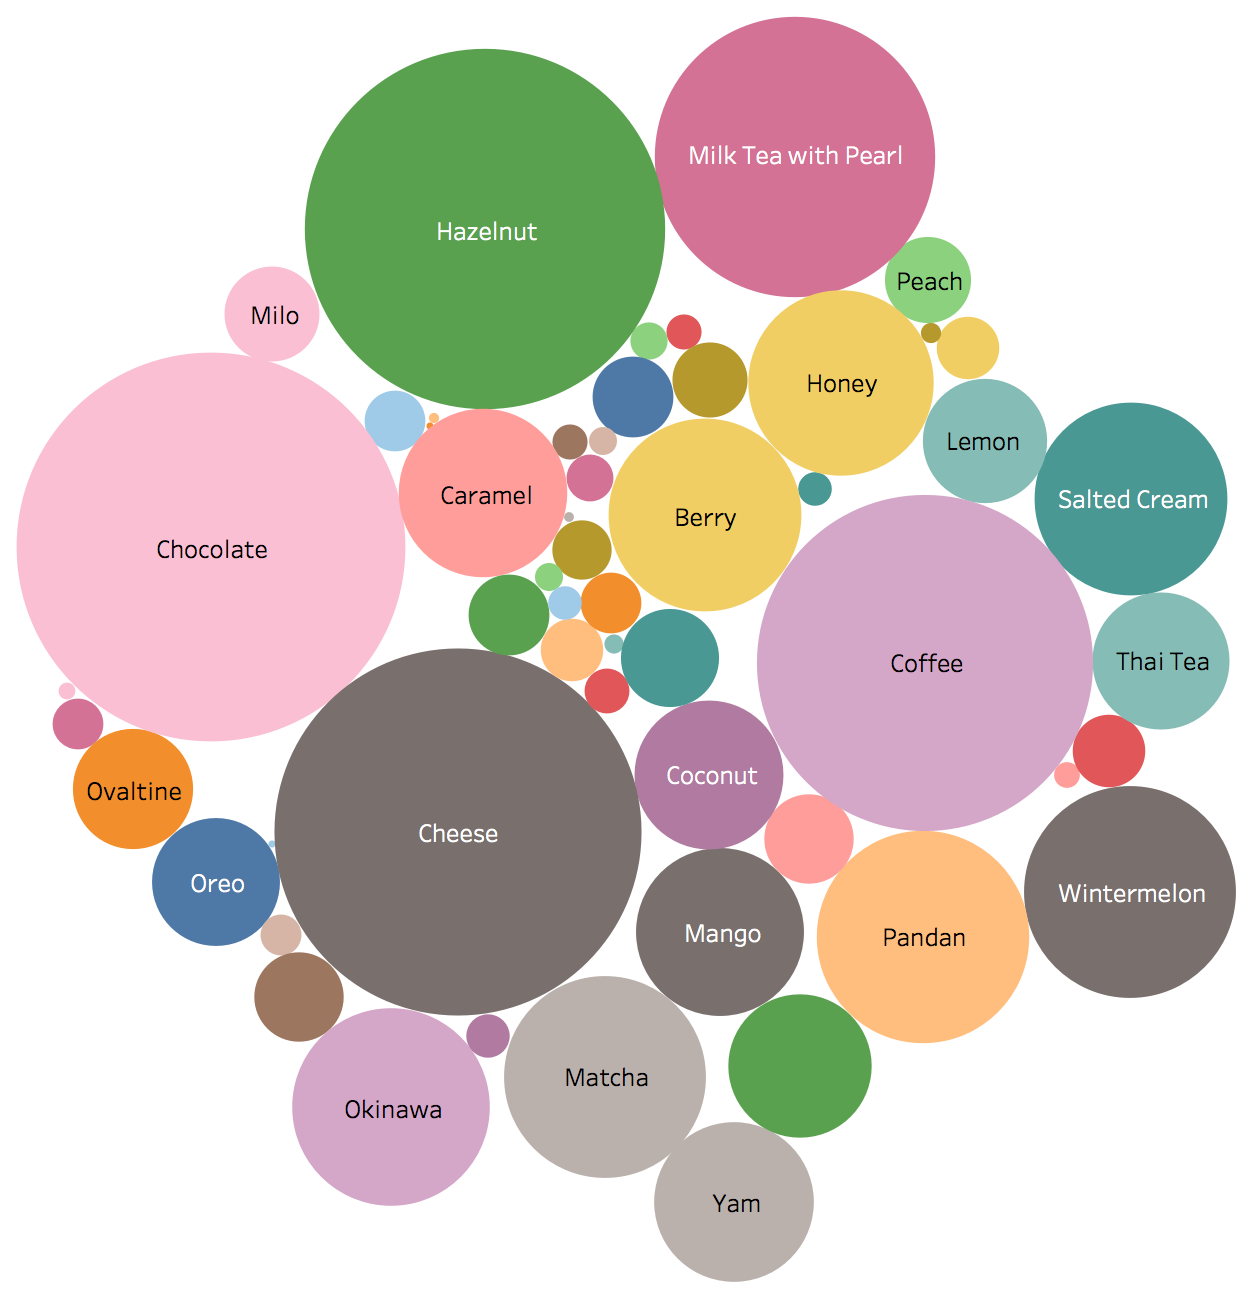 Milk Tea with Pearl
Hazelnut
Peach
Milo
Honey
Lemon
Caramel
Salted Cream
Berry
Chocolate
Thai Tea
Coffee
Coconut
Ovaltine
Cheese
Oreo
Wintermelon
Mango
Pandan
Matcha
Okinawa
Yam